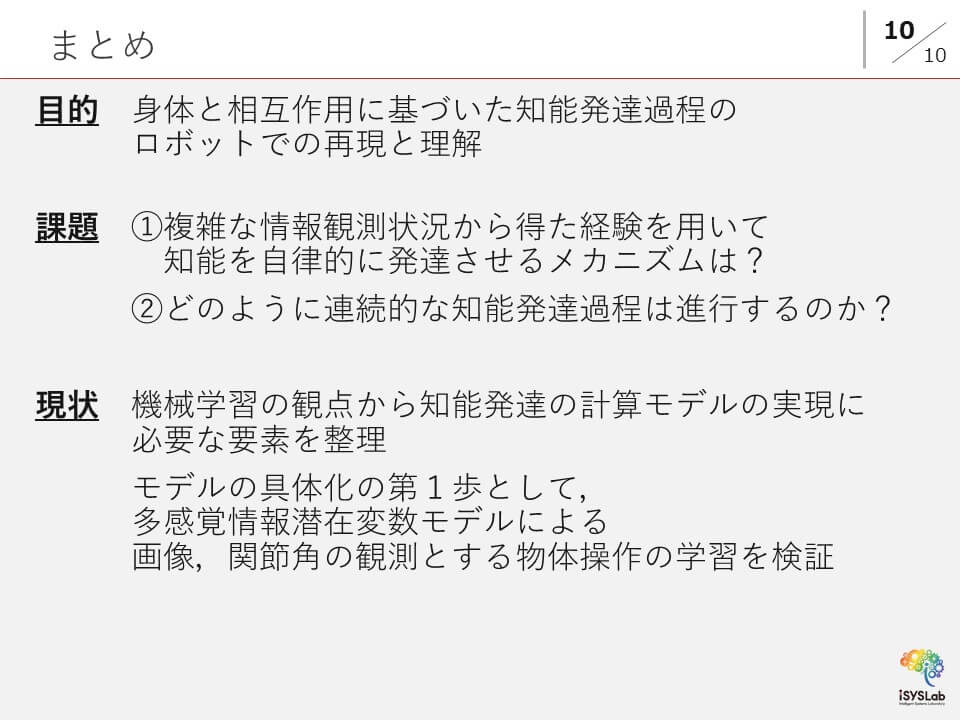 まとめ
10
10
目的 身体と相互作用に基づいた知能発達過程の
ロボットでの再現と理解
課題 ①複雑な情報観測状況から得た経験を用いて
知能を自律的に発達させるメカニズムは？
②どのように連続的な知能発達過程は進行するのか？
現状 機械学習の観点から知能発達の計算モデルの実現に
必要な要素を整理
モデルの具体化の第１歩として，
多感覚情報潜在変数モデルによる
画像，関節角の観測とする物体操作の学習を検証
iSYSLab
Intelligent Systems Laboratory